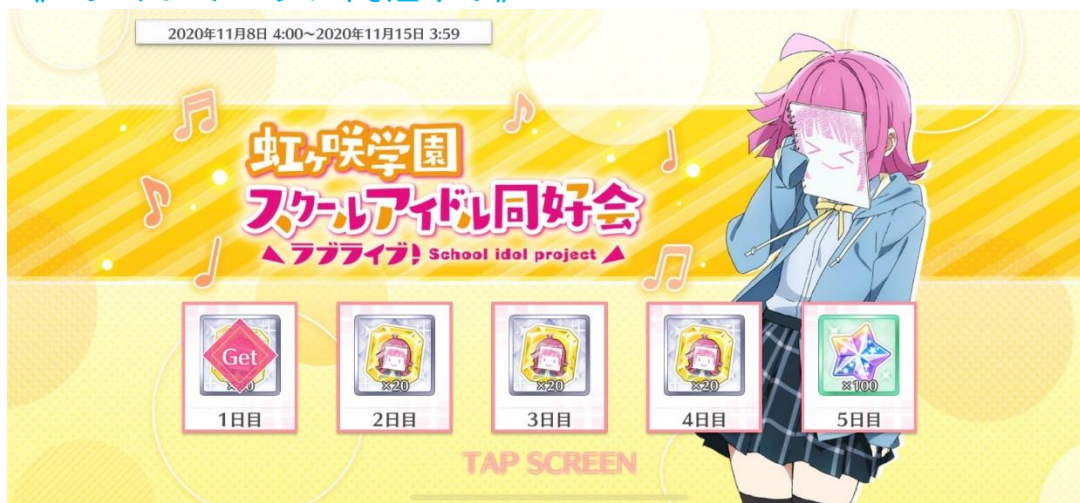 2020年11月8日 4:00~2020年11月15日 3:59
虹ヶ咲学園
スクールアイドル同好会
ラブライブ! School idol project
Get
×20
×20
×20
×100
1日目
2日目
3日目
4日目
5日目
TAP SCREEN